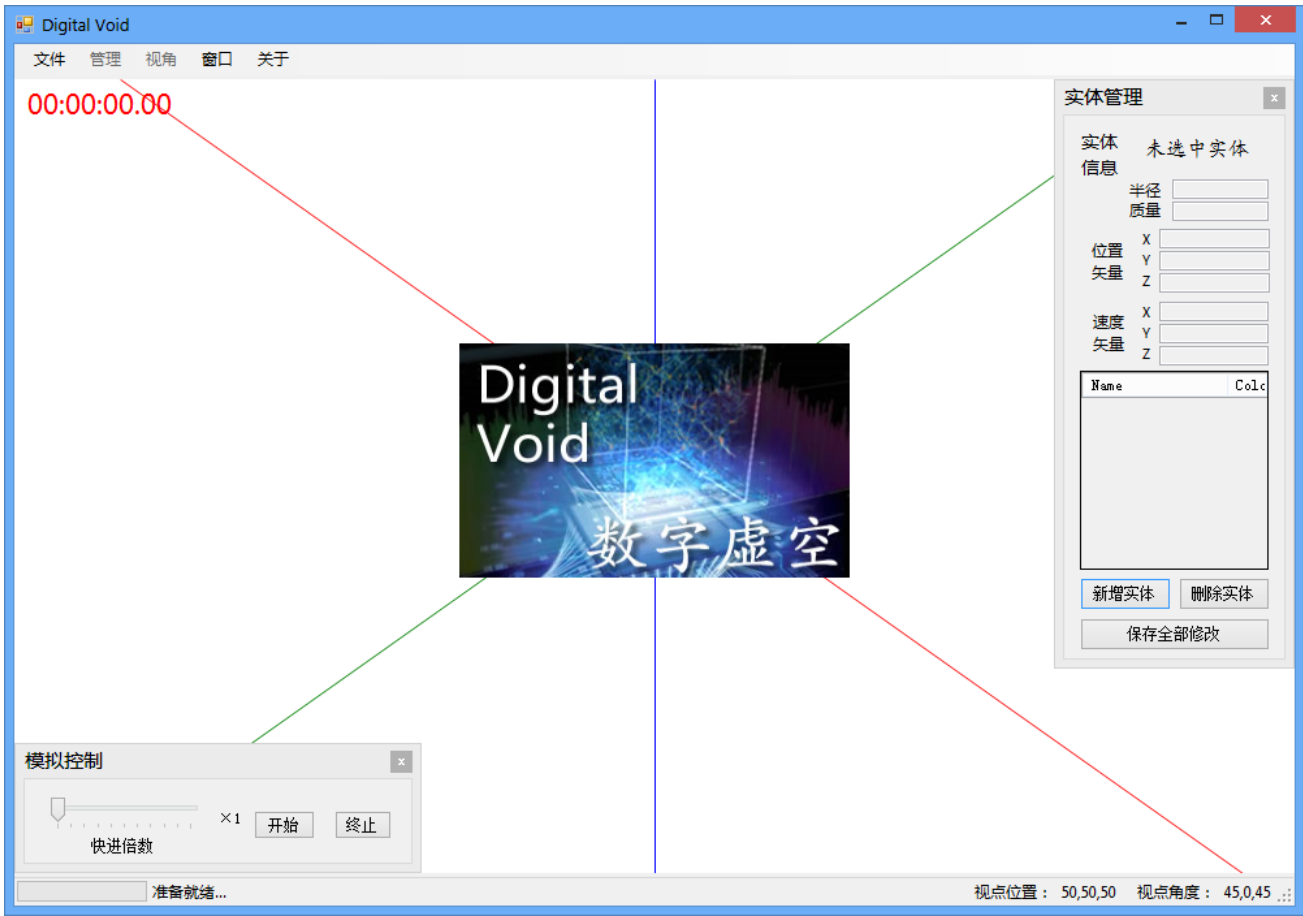 Digital Void
文件 管理 视角 窗口 关于
00:00:00.00
实体管理
x
实体
信息
未选中实体
半径
质量
位置
矢量
X
Y
Z
速度
矢量
X
Y
Z
Name Colc
新增实体 删除实体
保存全部修改
Digital
Void
数字虚空
模拟控制
x
×1 开始 终止
快进倍数
准备就绪... 视点位置： 50,50,50 视点角度： 45,0,45